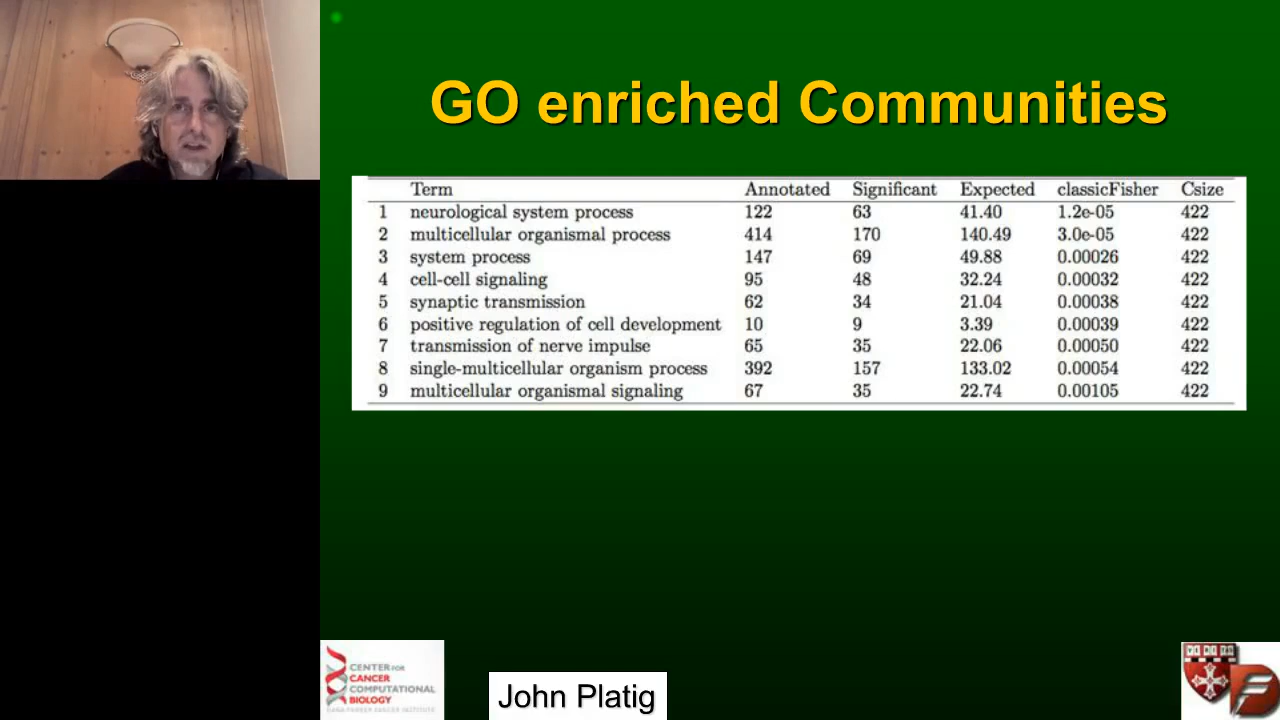 GO enriched Communities
Term Annotated Significant Expected classicFisher Csize
1 neurological system process 122 63 41.40 1.2e-05 422
2 multicellular organismal process 414 170 140.49 3.0e-05 422
3 system process 147 69 49.88 0.00026 422
4 cell-cell signaling 95 48 32.24 0.00032 422
5 synaptic transmission 62 34 21.04 0.00038 422
6 positive regulation of cell development 10 9 3.39 0.00039 422
7 transmission of nerve impulse 65 35 22.06 0.00050 422
8 single-multicellular organism process 392 157 133.02 0.00054 422
9 multicellular organismal signaling 67 35 22.74 0.00105 422
CENTER FOR
CANCER
COMPUTATIONAL
BIOLOGY
John Platig